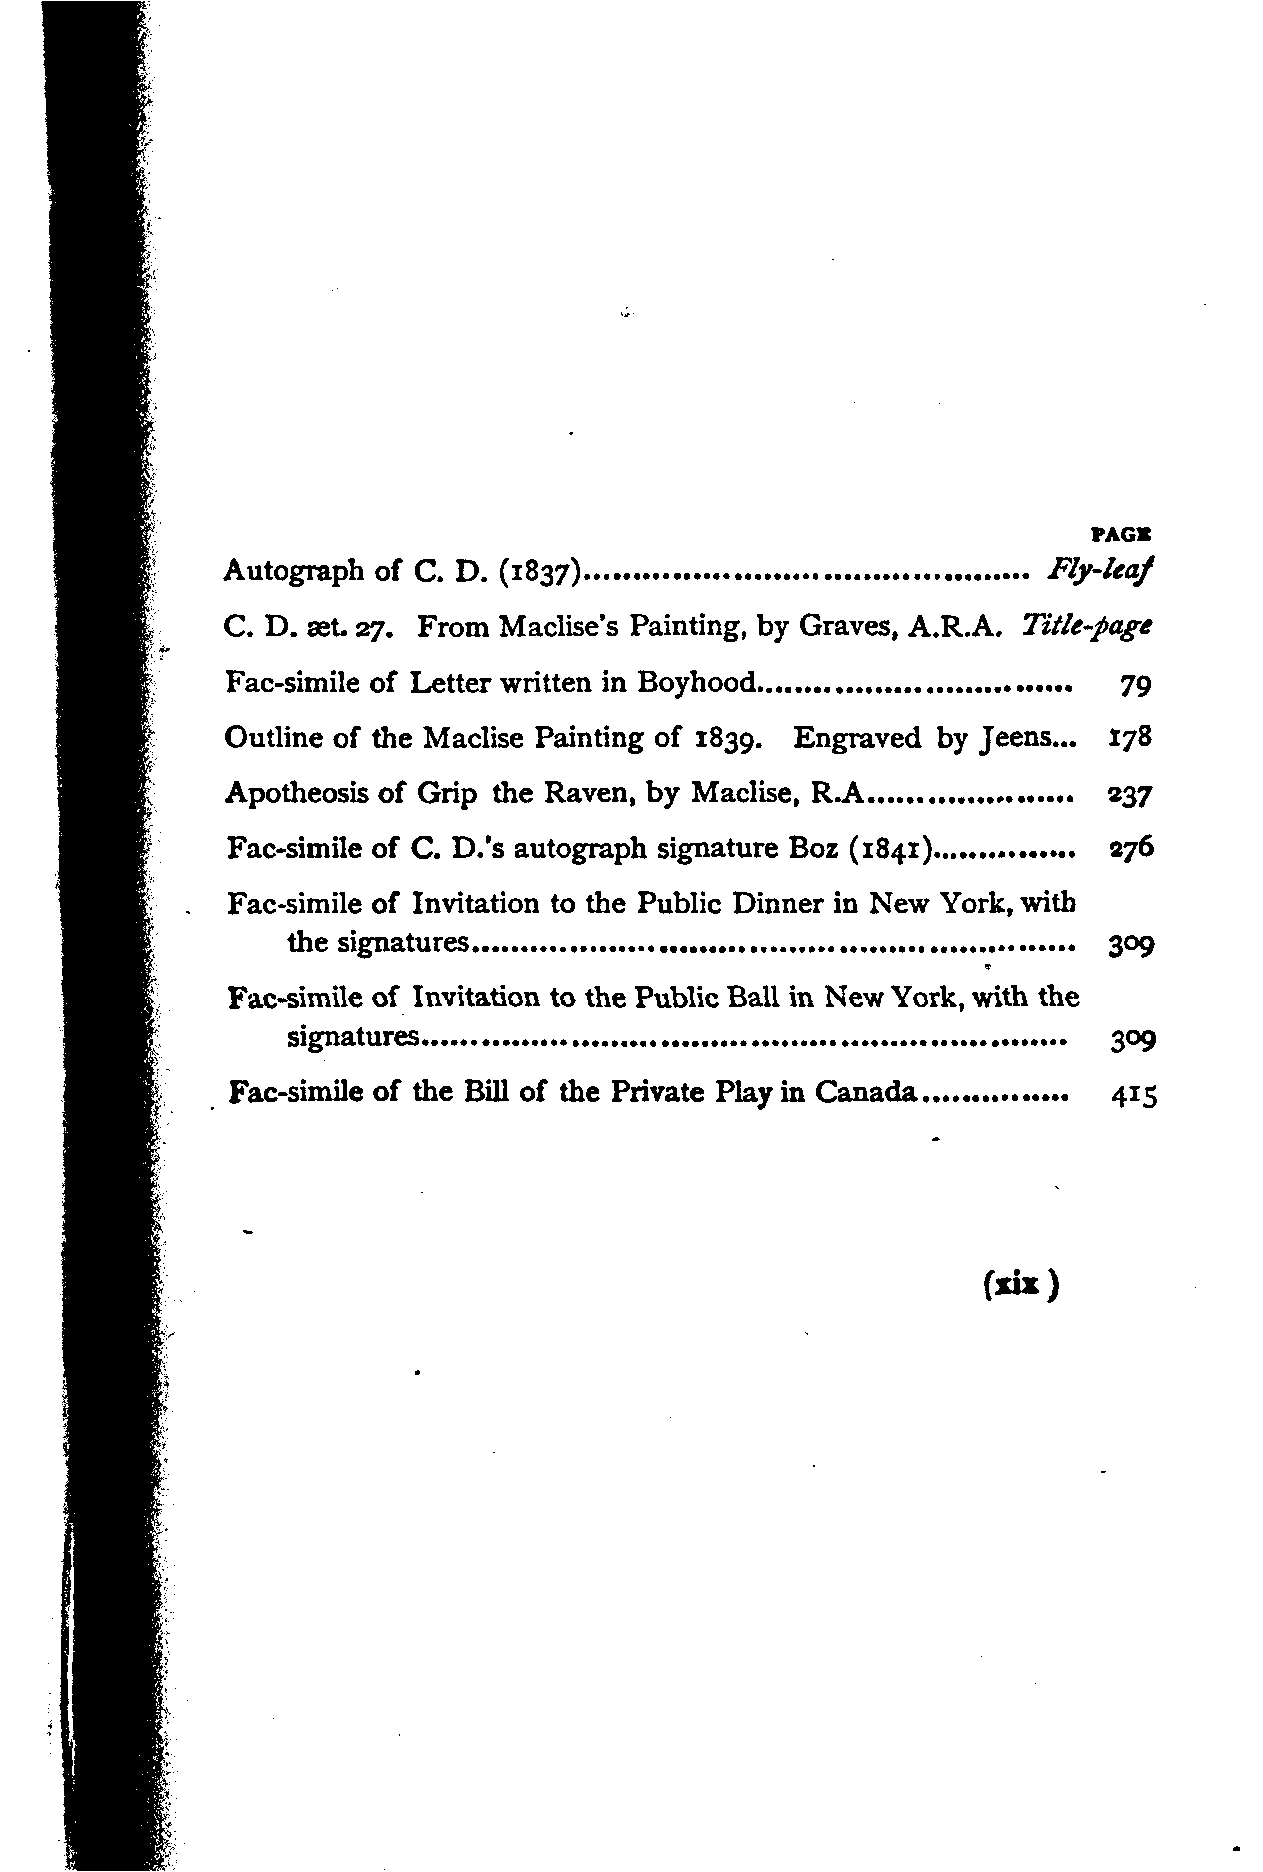 PAGE
Autograph of C. D. (1837)............................................ Fly-leaf
C. D. æt. 27. From Maclise's Painting, by Graves, A.R.A. Title-page
Fac-simile of Letter written in Boyhood................................ 79
Outline of the Maclise Painting of 1839. Engraved by Jeens... 178
Apotheosis of Grip the Raven, by Maclise, R.A..................... 237
Fac-simile of C. D.'s autograph signature Boz (1841)............... 276
Fac-simile of Invitation to the Public Dinner in New York, with
the signatures............................................................. 309
Fac-simile of Invitation to the Public Ball in New York, with the
signatures................................................................. 309
Fac-simile of the Bill of the Private Play in Canada............... 415
(xix)